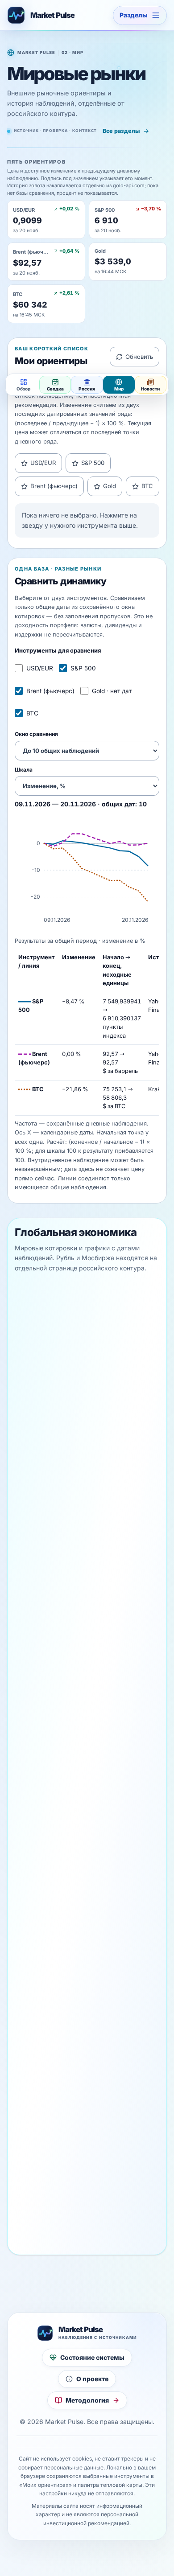 Market Pulse
Разделы
MARKET PULSE 02 · МИР
Мировые рынки
Внешние рыночные ориентиры и
история наблюдений, отделённые от
российского контура.
ИСТОЧНИК · ПРОВЕРКА · КОНТЕКСТ
Все разделы →
ПЯТЬ ОРИЕНТИРОВ
Цена и доступное изменение к предыдущему дневному
наблюдению. Подпись под значением указывает его момент.
USD/EUR
+0,02 %
0,9099
за 20 нояб.
S&P 500
−3,70 %
6 910
за 20 нояб.
Brent (фьюч…
+0,64 %
$92,57
за 20 нояб.
Gold
$3 539,0
на 16:44 МСК
BTC
+2,61 %
$60 342
на 16:45 МСК
ВАШ КОРОТКИЙ СПИСОК
Мои ориентиры
Обновить
Обзор
Сводка
Россия
Мир
Новости
рекомендации. Изменение считаем из двух
последних датированных значений ряда:
(последнее / предыдущее − 1) × 100 %. Текущая
цена может отличаться от последней точки
дневного ряда.
USD/EUR
S&P 500
Brent (фьючерс)
Gold
BTC
Пока ничего не выбрано. Нажмите на
звезду у нужного инструмента выше.
ОДНА БАЗА · РАЗНЫЕ РЫНКИ
Сравнить динамику
Выберите от двух инструментов. Сравниваем
только общие даты из сохранённого окна
котировок — без заполнения пропусков. Это не
доходность портфеля: валюты, дивиденды и
издержки не пересчитываются.
Инструменты для сравнения
USD/EUR
S&P 500
Brent (фьючерс)
Gold · нет дат
BTC
Окно сравнения
До 10 общих наблюдений
Шкала
Изменение, %
09.11.2026 — 20.11.2026 · общих дат: 10
0
−10
−20
09.11.2026
20.11.2026
Результаты за общий период · изменение в %
Инструмент / линия
Изменение
Начало → конец, исходные единицы
S&P 500
−8,47 %
7 549,939941 → 6 910,390137 пункты индекса
Brent (фьючерс)
0,00 %
92,57 → 92,57 $ за баррель
BTC
−21,86 %
75 253,1 → 58 806,3 $ за BTC
Частота — сохранённые дневные наблюдения.
Ось X — календарные даты. Начальная точка у
всех одна. Расчёт: (конечное / начальное − 1) ×
100 %; для шкалы 100 к результату прибавляется
100. Внутридневное наблюдение может быть
незавершённым; дата здесь не означает цену
прямо сейчас. Линии соединяют только
имеющиеся общие наблюдения.
Глобальная экономика
Мировые котировки и графики с датами
наблюдений. Рубль и Мосбиржа находятся на
отдельной странице российского контура.
Market Pulse
НАБЛЮДЕНИЯ С ИСТОЧНИКАМИ
Состояние системы
О проекте
Методология →
© 2026 Market Pulse. Все права защищены.
Сайт не использует cookies, не ставит трекеры и не
собирает персональные данные. Локально в вашем
браузере сохраняются выбранные инструменты в
«Моих ориентирах» и палитра тепловой карты. Эти
настройки никуда не отправляются.
Материалы сайта носят информационный
характер и не являются персональной
инвестиционной рекомендацией.